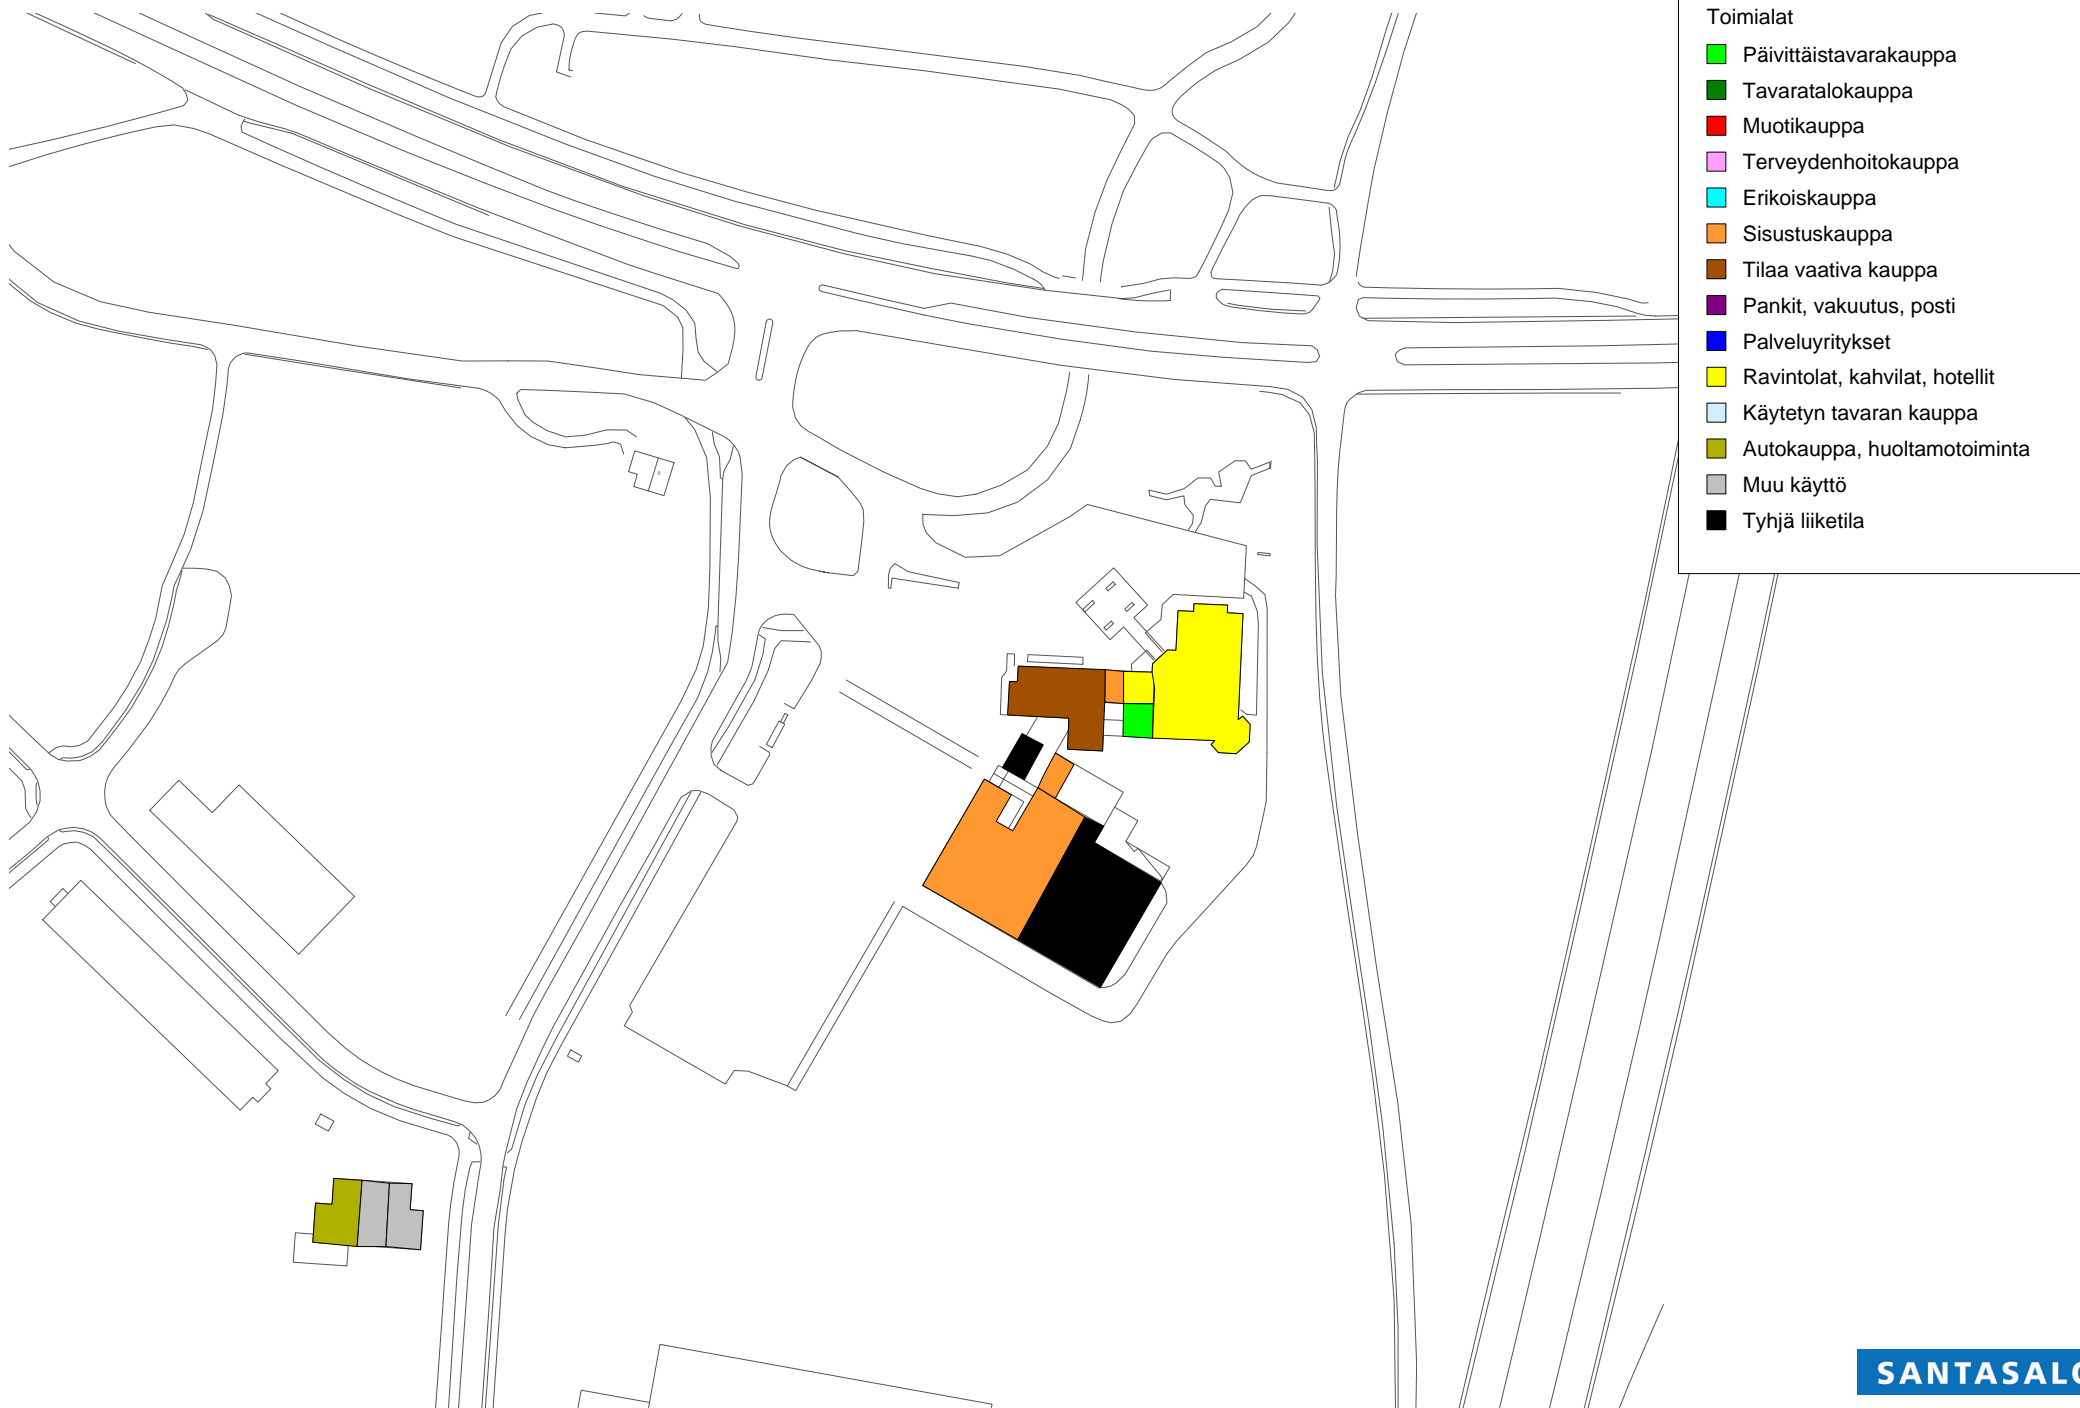 Toimialat
Päivittäistavarakauppa
Tavaratalokauppa
Muotikauppa
Terveydenhoitokauppa
Erikoiskauppa
Sisustuskauppa
Tilaa vaativa kauppa
Pankit, vakuutus, posti
Palveluyritykset
Ravintolat, kahvilat, hotellit
Käytetyn tavaran kauppa
Autokauppa, huoltamotoiminta
Muu käyttö
Tyhjä liiketila
SANTASALO